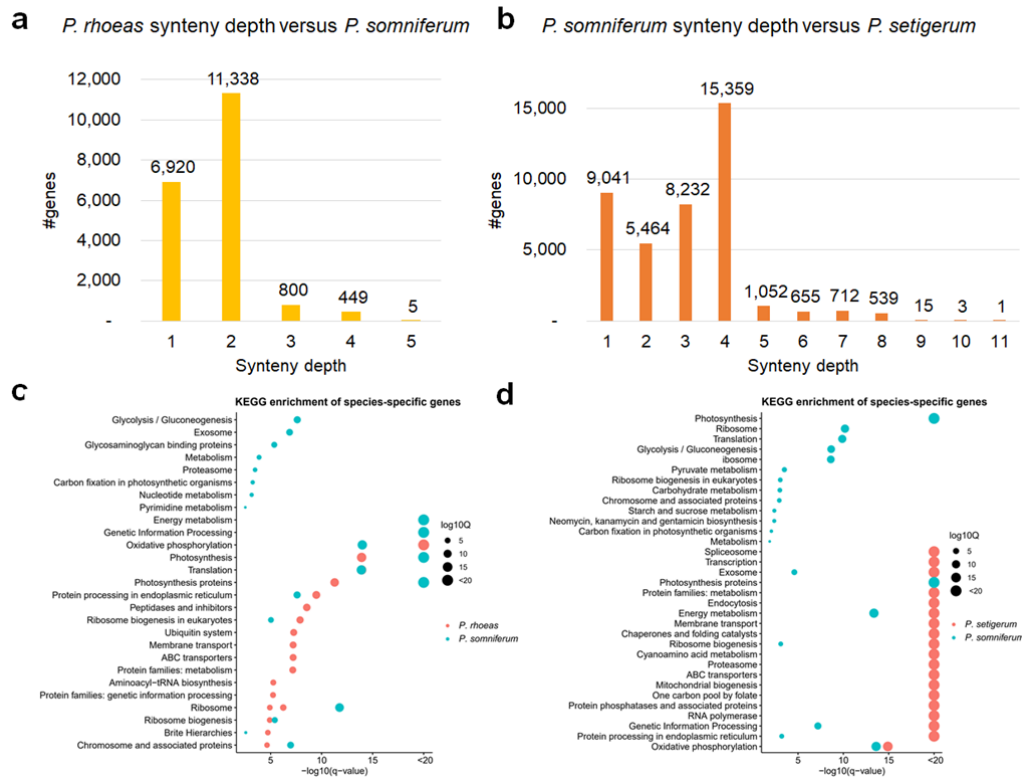 a
P. rhoeas synteny depth versus P. somniferum
12,000
10,000
8,000
6,000
4,000
2,000
-
#genes
6,920
11,338
800
449
5
1 2 3 4 5
Synteny depth
b
P. somniferum synteny depth versus P. setigerum
15,000
10,000
5,000
-
#genes
9,041
5,464
8,232
15,359
1,052
655
712
539
15
3
1
1 2 3 4 5 6 7 8 9 10 11
Synteny depth
c
KEGG enrichment of species-specific genes
Glycolysis / Gluconeogenesis
Exosome
Glycosaminoglycan binding proteins
Metabolism
Proteasome
Carbon fixation in photosynthetic organisms
Nucleotide metabolism
Pyrimidine metabolism
Energy metabolism
Genetic Information Processing
Oxidative phosphorylation
Photosynthesis
Translation
Photosynthesis proteins
Protein processing in endoplasmic reticulum
Peptidases and inhibitors
Ribosome biogenesis in eukaryotes
Ubiquitin system
Membrane transport
ABC transporters
Protein families: metabolism
Aminoacyl-tRNA biosynthesis
Protein families: genetic information processing
Ribosome
Ribosome biogenesis
Brite Hierarchies
Chromosome and associated proteins
5 10 15 <20
-log10(q-value)
log10Q
5
10
15
<20
P. rhoeas
P. somniferum
d
KEGG enrichment of species-specific genes
Photosynthesis
Ribosome
Translation
Glycolysis / Gluconeogenesis
ibosome
Pyruvate metabolism
Ribosome biogenesis in eukaryotes
Carbohydrate metabolism
Chromosome and associated proteins
Starch and sucrose metabolism
Neomycin, kanamycin and gentamicin biosynthesis
Carbon fixation in photosynthetic organisms
Metabolism
Spliceosome
Transcription
Exosome
Photosynthesis proteins
Protein families: metabolism
Endocytosis
Energy metabolism
Membrane transport
Chaperones and folding catalysts
Ribosome biogenesis
Cyanoamino acid metabolism
Proteasome
ABC transporters
Mitochondrial biogenesis
One carbon pool by folate
Protein phosphatases and associated proteins
RNA polymerase
Genetic Information Processing
Protein processing in endoplasmic reticulum
Oxidative phosphorylation
5 10 15 <20
-log10(q-value)
log10Q
5
10
15
<20
P. setigerum
P. somniferum